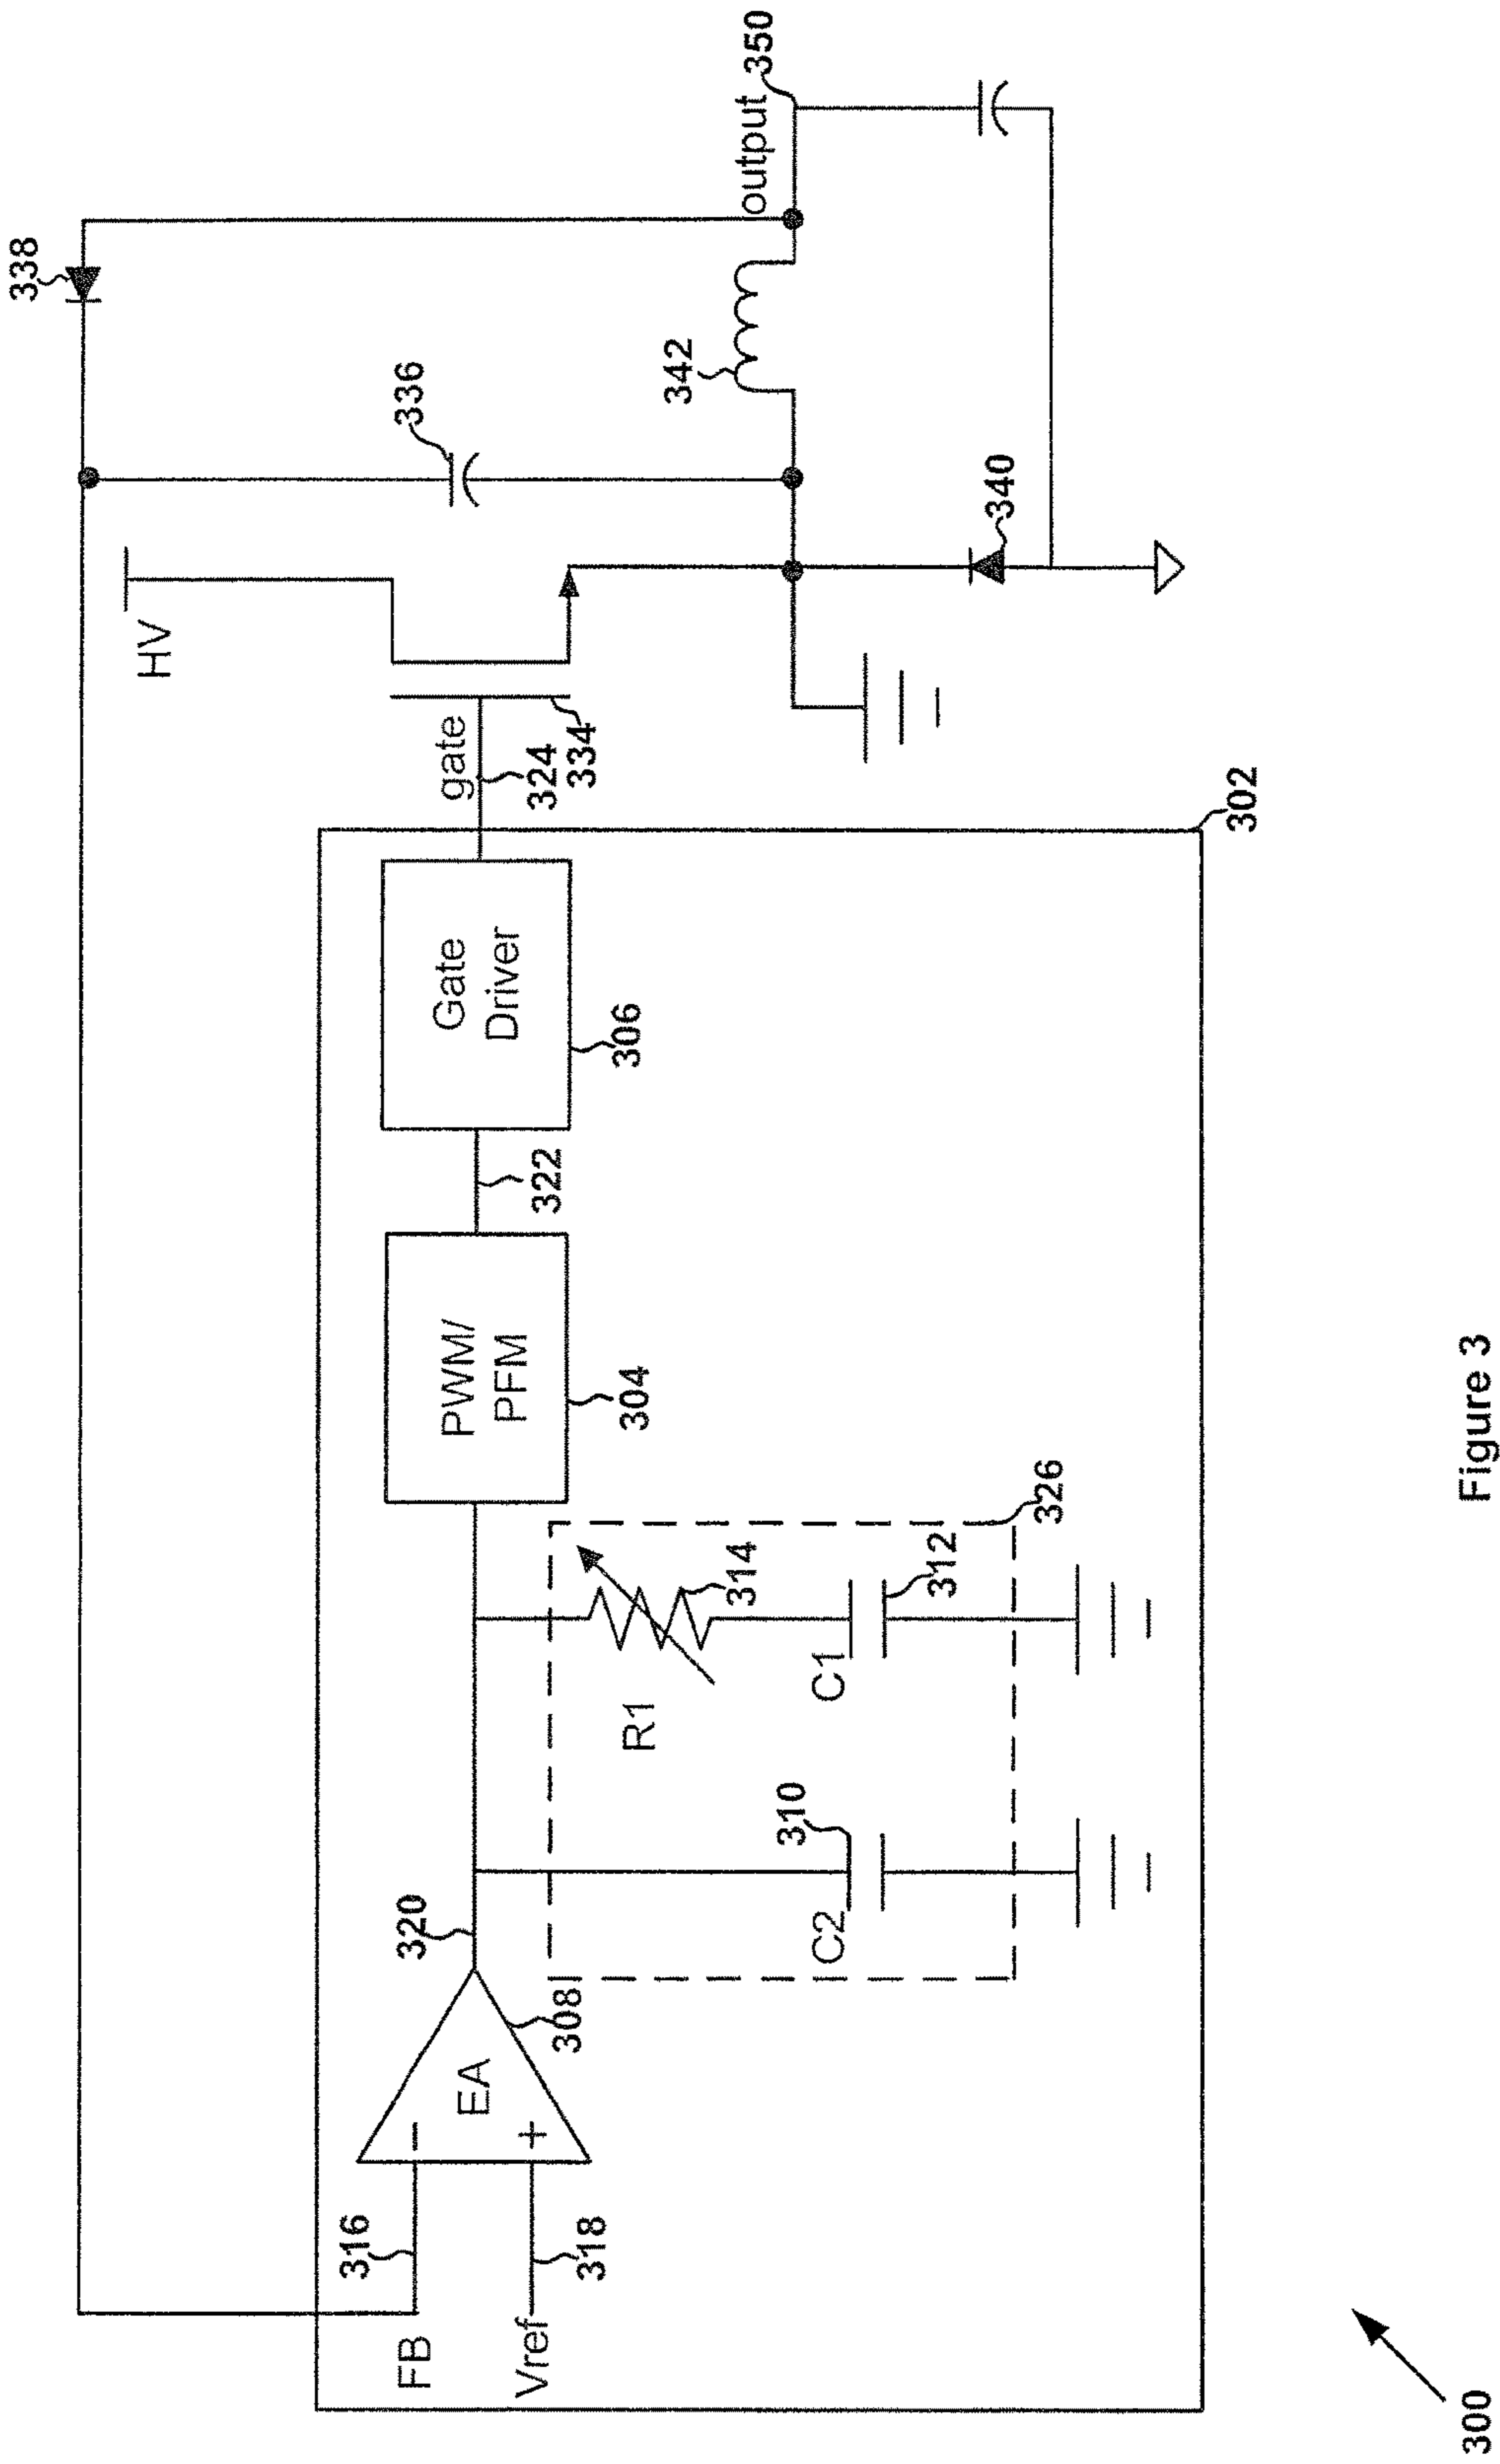 338
336
HV
output
350
342
340
gate
324
334
302
Gate
Driver
306
322
PWM/
PFM
304
326
314
R1
C1
312
310
C2
320
308
EA
−
+
316
318
FB
Vref
300
Figure 3